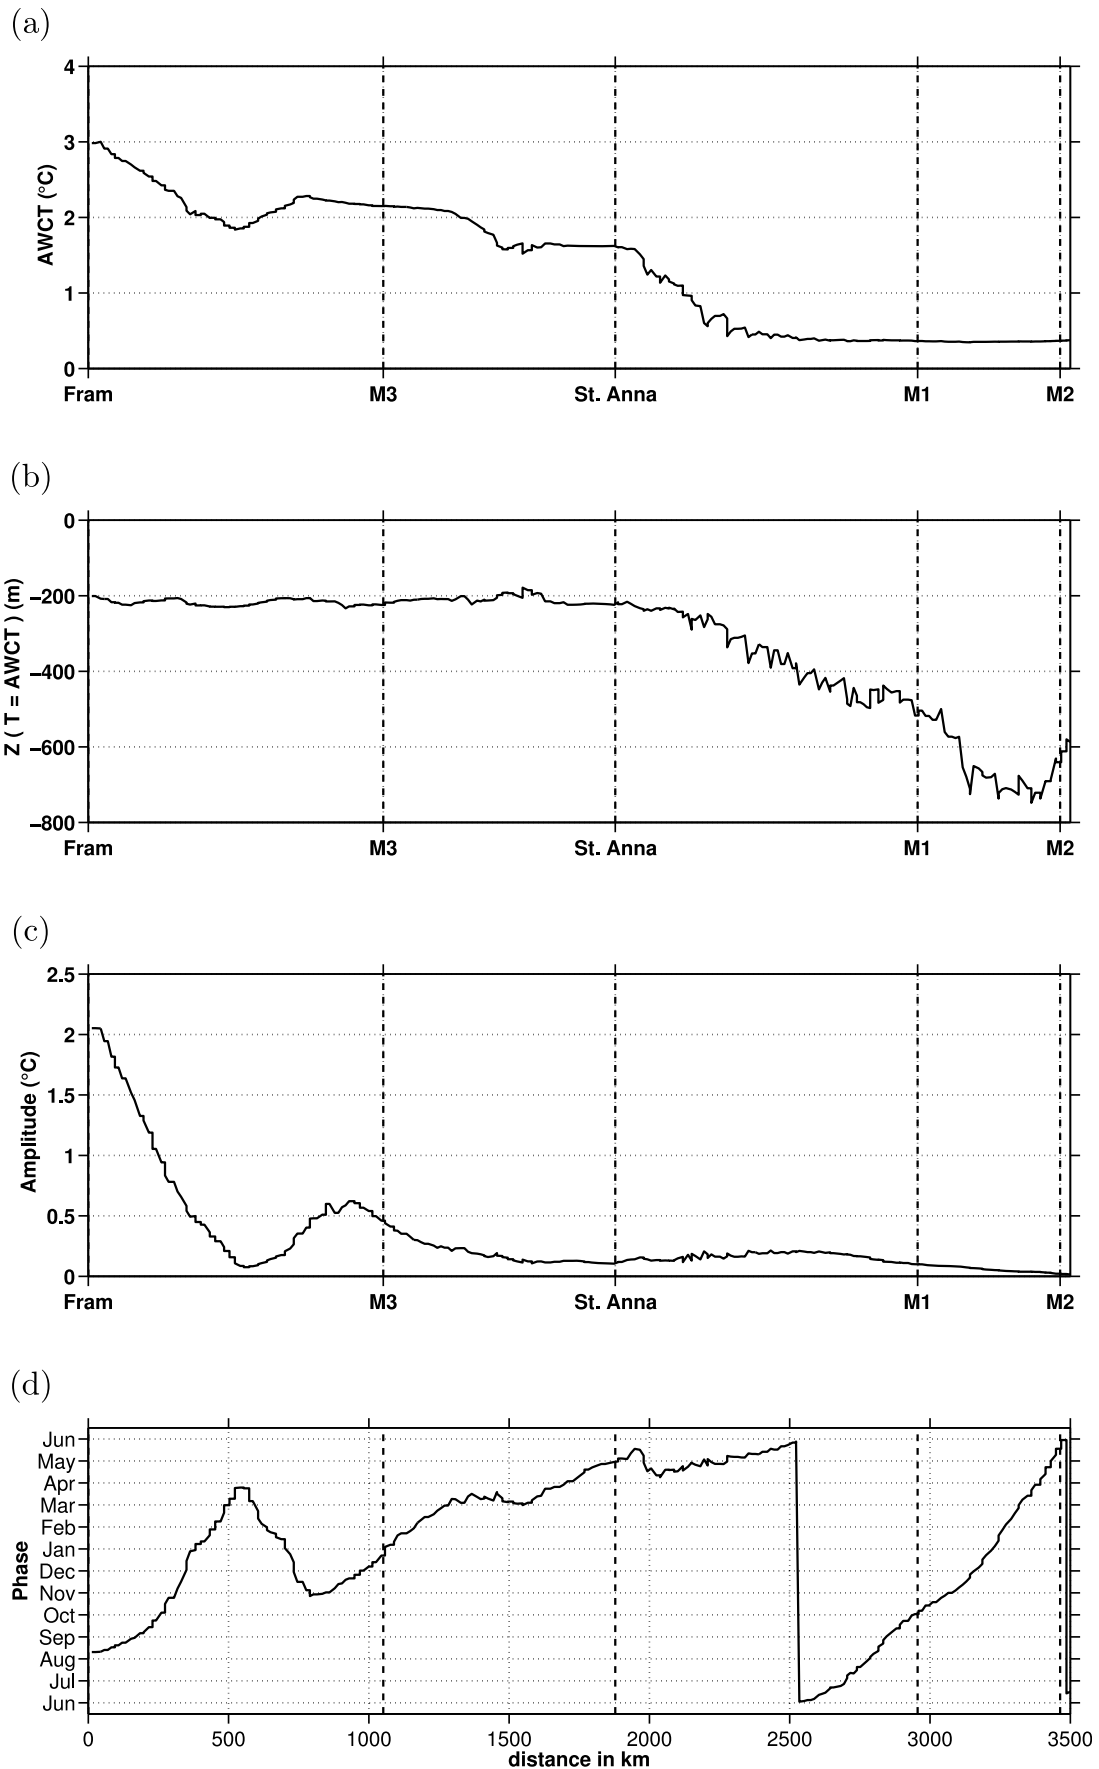 (a)
4
3
2
1
0
AWCT (°C)
Fram M3 St. Anna M1 M2
(b)
0
−200
−400
−600
−800
Z ( T = AWCT ) (m)
Fram M3 St. Anna M1 M2
(c)
2.5
2
1.5
1
0.5
0
Amplitude (°C)
Fram M3 St. Anna M1 M2
(d)
Jun
May
Apr
Mar
Feb
Jan
Dec
Nov
Oct
Sep
Aug
Jul
Jun
Phase
0 500 1000 1500 2000 2500 3000 3500
distance in km